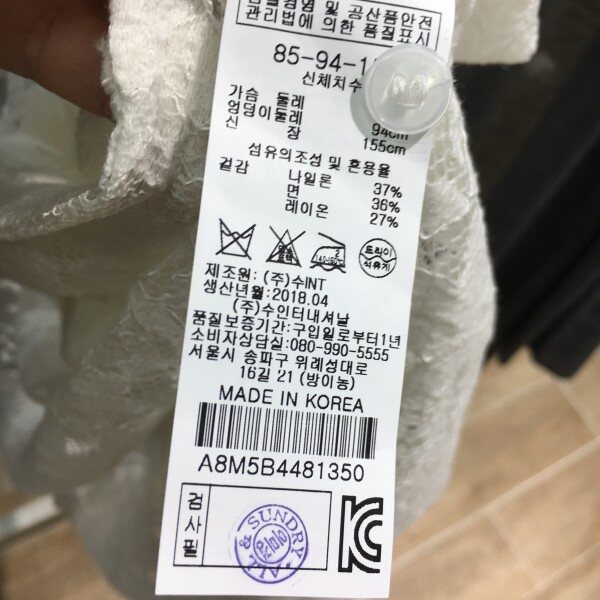 관리법에 의한 품질표시
85-94-1
신체치수
가슴 둘레
엉덩이둘레 94cm
신 장 155cm
섬유의조성 및 혼용율
겉감 나일론 37%
면 36%
레이온 27%
드라이
석유계
제조원: (주)수INT
생산년월:2018.04
(주)수인터내셔날
품질보증기간:구입일로부터1년
소비자상담실:080-990-5555
서울시 송파구 위례성대로
16길 21 (방이동)
MADE IN KOREA
A8M5B4481350
검사필
SUNDRY